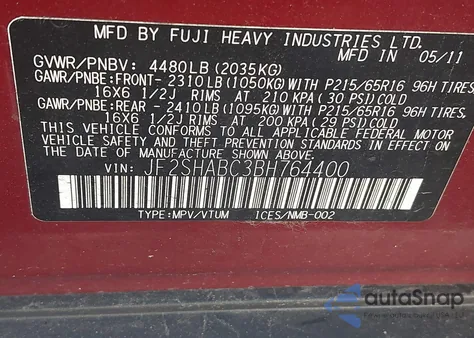 MFD BY FUJI HEAVY INDUSTRIES LTD.
MFD IN 05/11
GVWR/PNBV: 4480LB (2035KG)
GAWR/PNBE:FRONT- 2310LB (1050KG) WITH P215/65R16 96H TIRES
16X6 1/2J RIMS AT 210 KPA (30 PSI)COLD
GAWR/PNBE:REAR - 2410LB (1095KG) WITH P215/65R16 96H TIRES
16X6 1/2J RIMS AT 200 KPA (29 PSI)COLD
THIS VEHICLE CONFORMS TO ALL APPLICABLE FEDERAL MOTOR
VEHICLE SAFETY AND THEFT PREVENTION STANDARDS IN EFFECT ON
THE DATE OF MANUFACTURE SHOWN ABOVE.
VIN: JF2SHABC3BH764400
TYPE:MPV/VTUM ICES/NMB-002
autoSnap